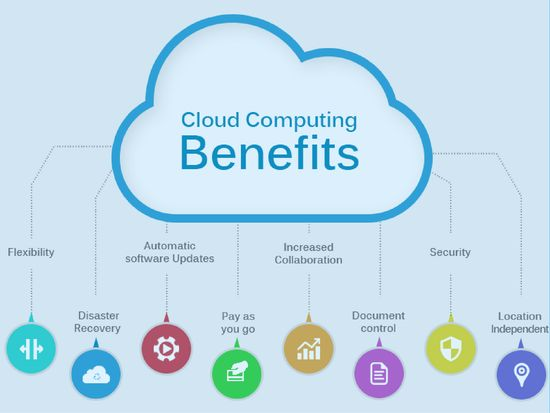 Cloud Computing
Benefits
Flexibility
Disaster
Recovery
Automatic
software Updates
Pay as
you go
Increased
Collaboration
Document
control
Security
Location
Independent